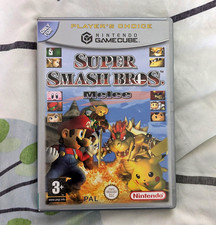 PLAYER'S CHOICE
NINTENDO
GAMECUBE
SUPER
SMASH BROS.
Melee
3+
PAL
Nintendo